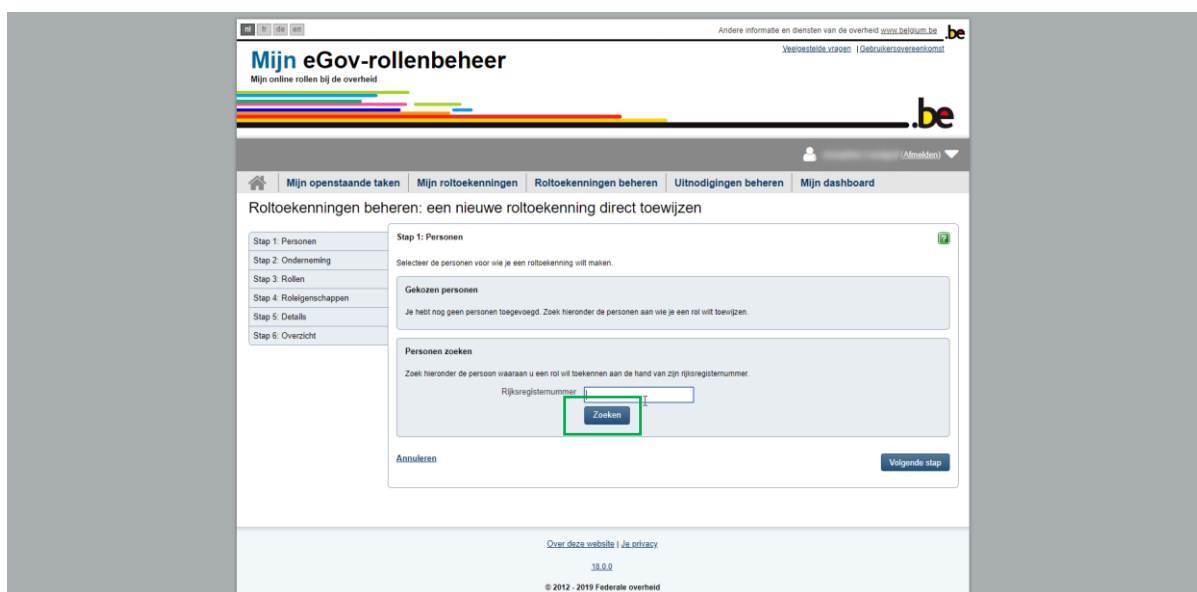 nl fr de en
Andere informatie en diensten van de overheid www.belgium.be
.be
Veelgestelde vragen | Gebruikersovereenkomst
Mijn eGov-rollenbeheer
Mijn online rollen bij de overheid
.be
(Afmelden)
Mijn openstaande taken Mijn roltoekenningen Roltoekenningen beheren Uitnodigingen beheren Mijn dashboard
Roltoekenningen beheren: een nieuwe roltoekenning direct toewijzen
Stap 1: Personen
Stap 2: Onderneming
Stap 3: Rollen
Stap 4: Roleigenschappen
Stap 5: Details
Stap 6: Overzicht
Stap 1: Personen
?
Selecteer de personen voor wie je een roltoekenning wilt maken.
Gekozen personen
Je hebt nog geen personen toegevoegd. Zoek hieronder de personen aan wie je een rol wilt toewijzen.
Personen zoeken
Zoek hieronder de persoon waaraan u een rol wil toekennen aan de hand van zijn rijksregisternummer.
Rijksregisternummer
Zoeken
Annuleren
Volgende stap
Over deze website | Je privacy
18.0.0
© 2012 - 2019 Federale overheid